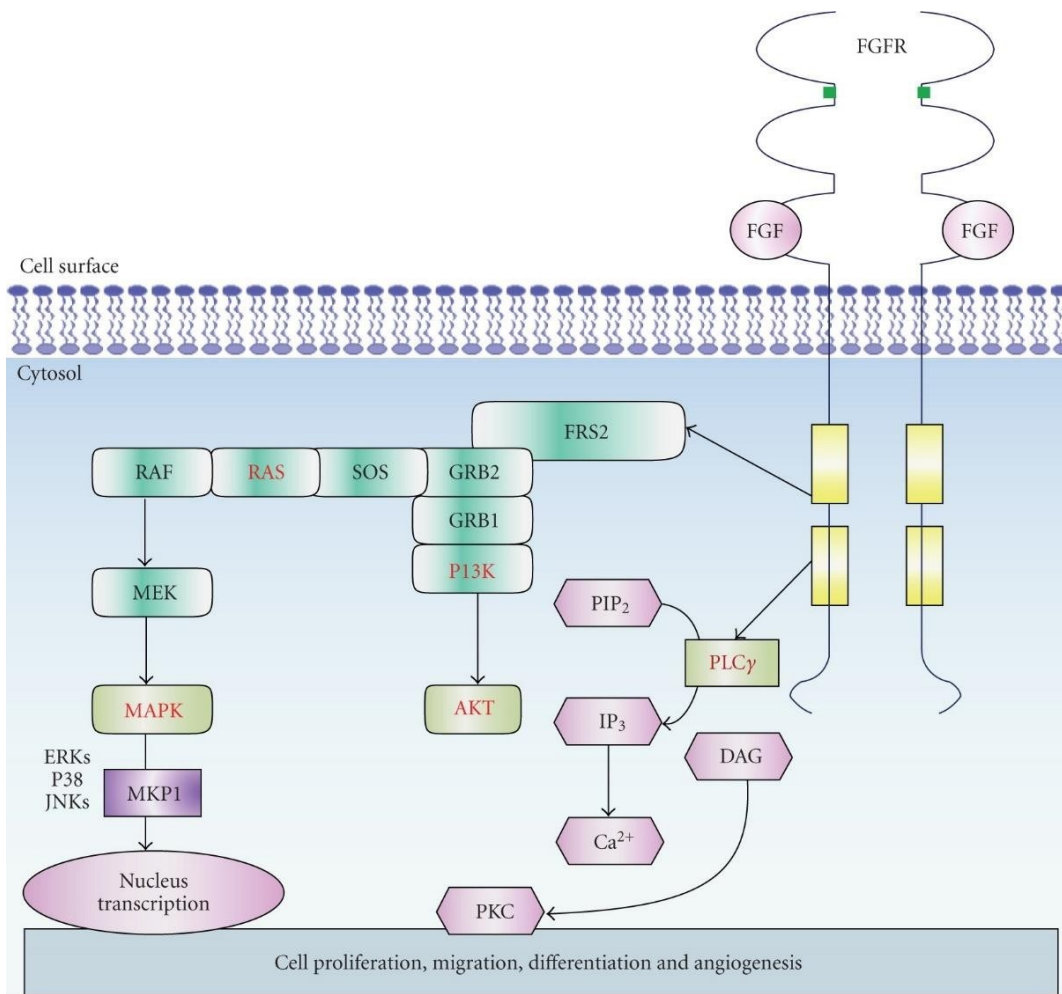 FGFR
FGF
FGF
Cell surface
Cytosol
FRS2
RAF
RAS
SOS
GRB2
GRB1
P13K
MEK
PIP₂
PLCγ
MAPK
AKT
IP₃
DAG
ERKs
P38
JNKs
MKP1
Ca²⁺
Nucleus
transcription
PKC
Cell proliferation, migration, differentiation and angiogenesis